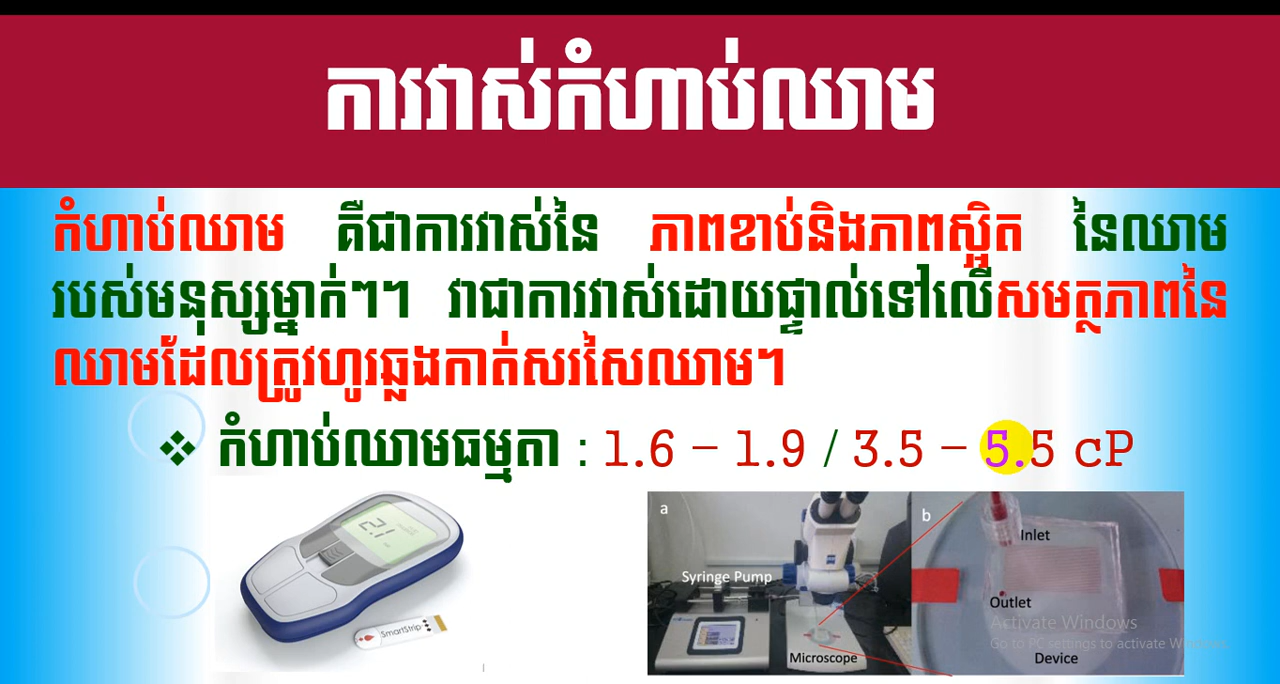 ការវាស់កំហាប់ឈាម
កំហាប់ឈាម គឺជាការវាស់នៃ ភាពខាប់និងភាពស្អិត នៃឈាម
របស់មនុស្សម្នាក់ៗ។ វាជាការវាស់ដោយផ្ទាល់ទៅលើសមត្ថភាពនៃ
ឈាមដែលត្រូវហូរឆ្លងកាត់សរសៃឈាម។
❖ កំហាប់ឈាមធម្មតា : 1.6 – 1.9 / 3.5 – 5.5 cP
SmartStrip
a
Syringe Pump
Microscope
b
Inlet
Outlet
Device
Activate Windows
Go to PC settings to activate Windows.